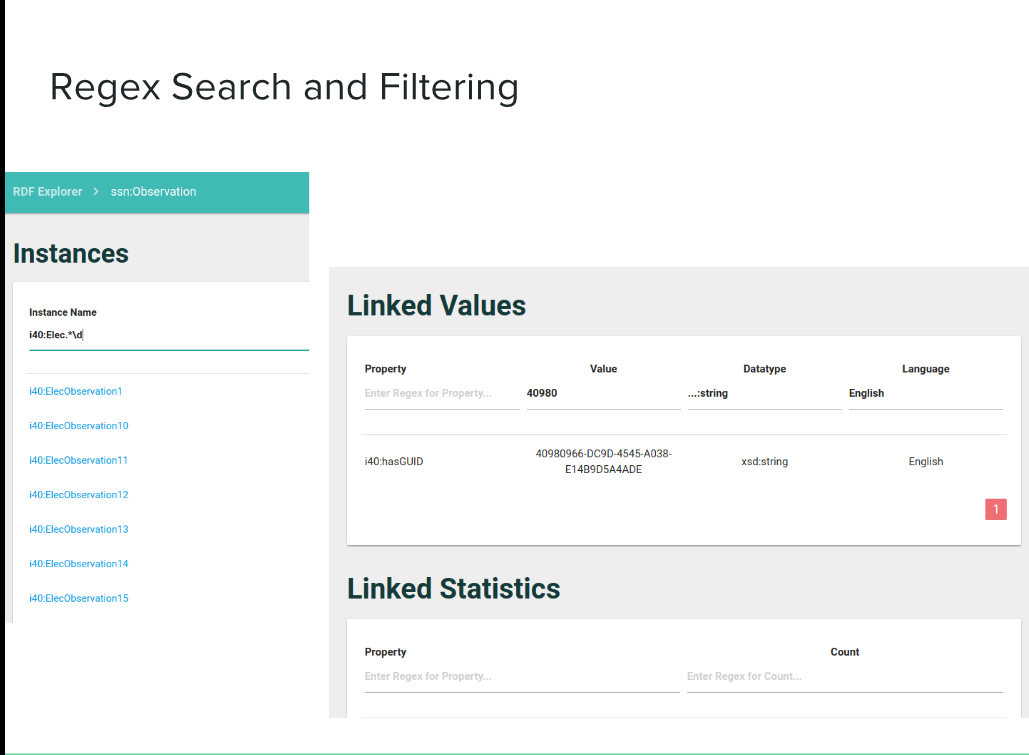 Regex Search and Filtering
RDF Explorer > ssn:Observation
Instances
Instance Name
i40:Elec.*\d
i40:ElecObservation1
i40:ElecObservation10
i40:ElecObservation11
i40:ElecObservation12
i40:ElecObservation13
i40:ElecObservation14
i40:ElecObservation15
Linked Values
Property Value Datatype Language
Enter Regex for Property... 40980 ...:string English
i40:hasGUID 40980966-DC9D-4545-A038- xsd:string English
E14B9D5A4ADE
1
Linked Statistics
Property Count
Enter Regex for Property... Enter Regex for Count...